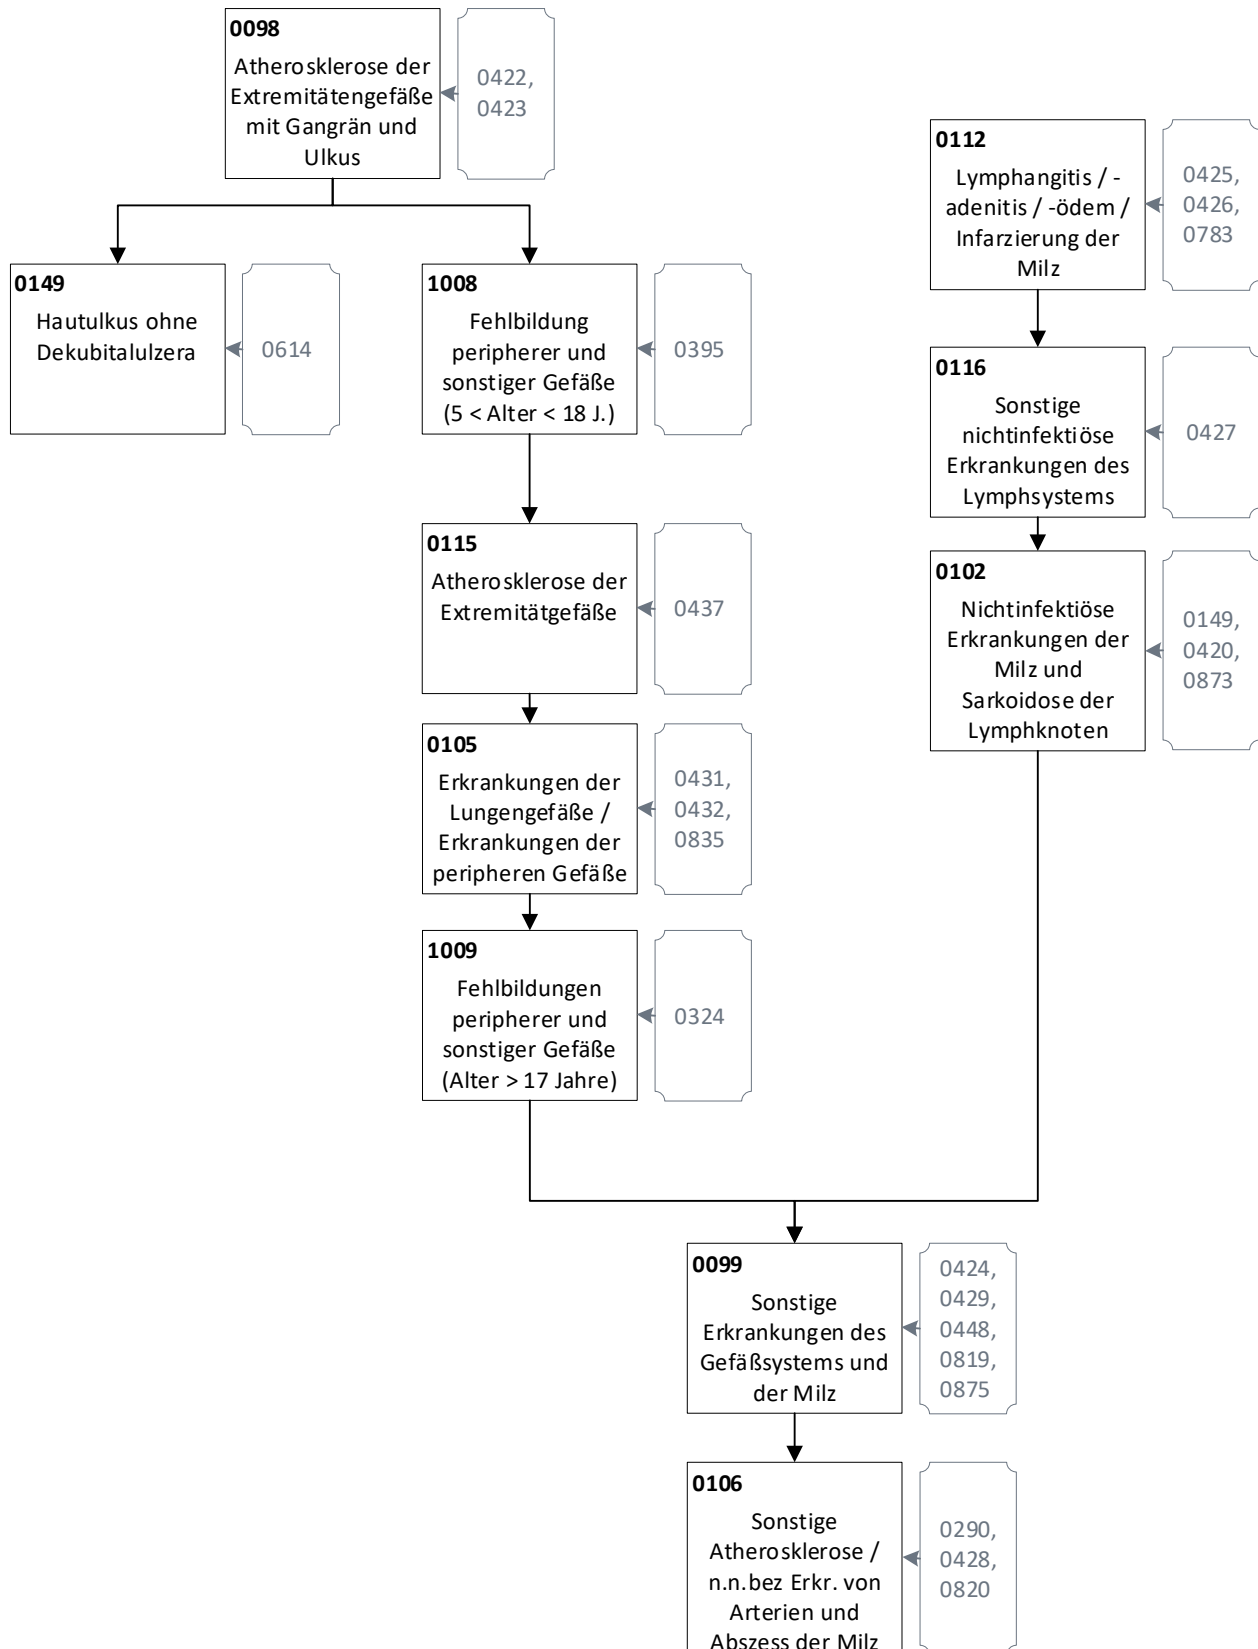 0098
Atherosklerose der
Extremitätengefäße
mit Gangrän und
Ulkus
0422,
0423
0112
Lymphangitis / -
adenitis / -ödem /
Infarzierung der
Milz
0425,
0426,
0783
0149
Hautulkus ohne
Dekubitalulzera
0614
1008
Fehlbildung
peripherer und
sonstiger Gefäße
(5 < Alter < 18 J.)
0395
0116
Sonstige
nichtinfektiöse
Erkrankungen des
Lymphsystems
0427
0115
Atherosklerose der
Extremitätgefäße
0437
0102
Nichtinfektiöse
Erkrankungen der
Milz und
Sarkoidose der
Lymphknoten
0149,
0420,
0873
0105
Erkrankungen der
Lungengefäße /
Erkrankungen der
peripheren Gefäße
0431,
0432,
0835
1009
Fehlbildungen
peripherer und
sonstiger Gefäße
(Alter > 17 Jahre)
0324
0099
Sonstige
Erkrankungen des
Gefäßsystems und
der Milz
0424,
0429,
0448,
0819,
0875
0106
Sonstige
Atherosklerose /
n.n.bez Erkr. von
Arterien und
Abszess der Milz
0290,
0428,
0820